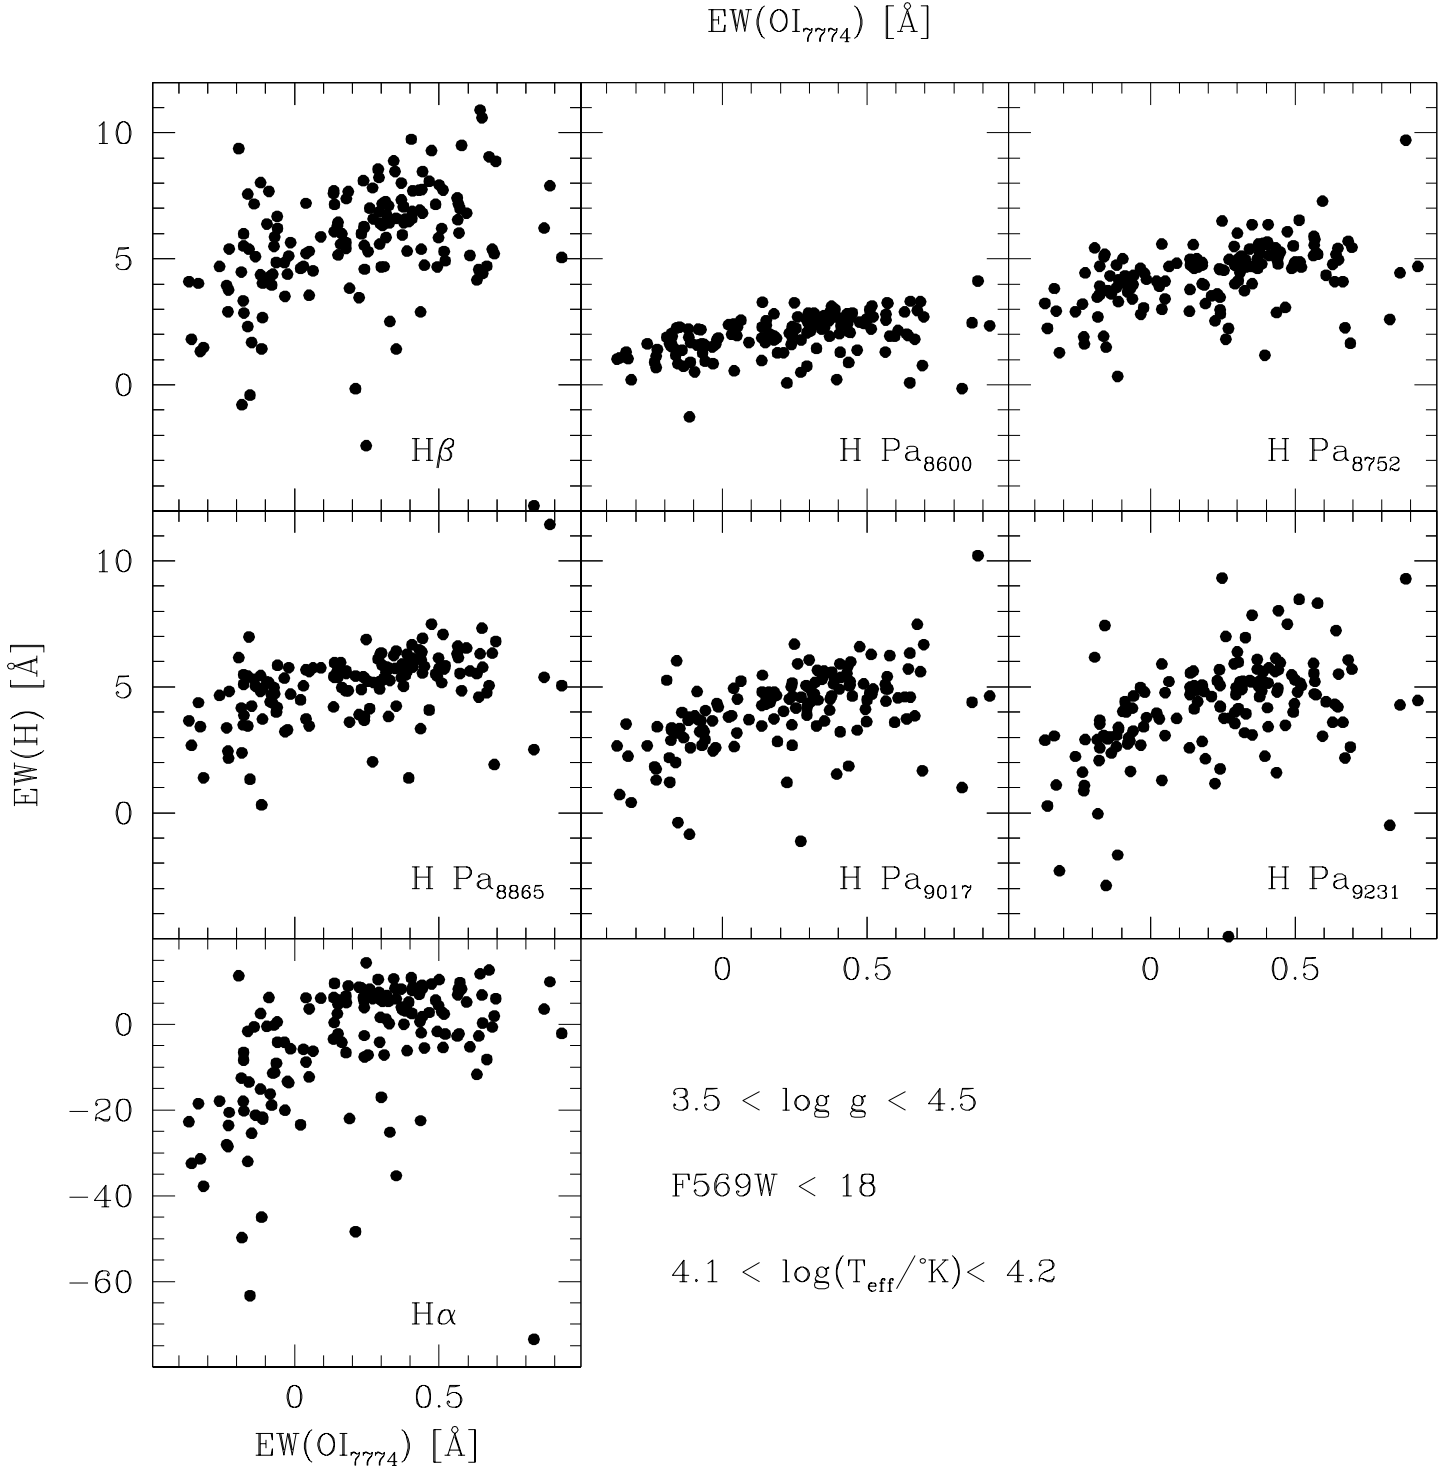 EW(OI₇₇₇₄) [Å]
10
5
0
Hβ
H Pa₈₆₀₀
H Pa₈₇₅₂
EW(H) [Å]
10
5
0
H Pa₈₈₆₅
H Pa₉₀₁₇
H Pa₉₂₃₁
0 0.5 0 0.5
0
−20
−40
−60
Hα
3.5 < log g < 4.5
F569W < 18
4.1 < log(T_eff/°K)< 4.2
0 0.5
EW(OI₇₇₇₄) [Å]